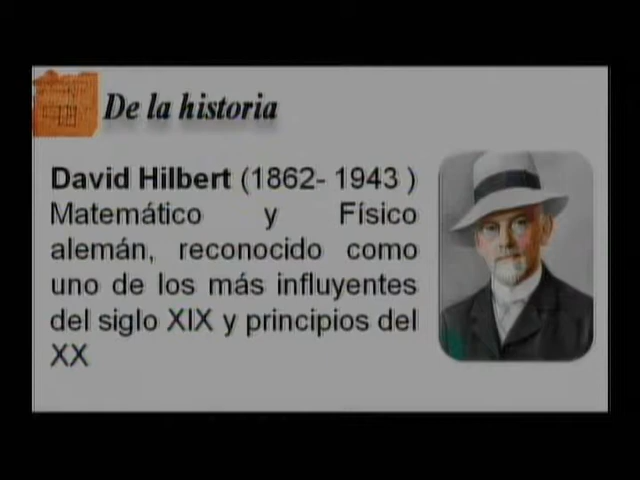 De la historia
David Hilbert (1862- 1943 )
Matemático y Físico
alemán, reconocido como
uno de los más influyentes
del siglo XIX y principios del
XX